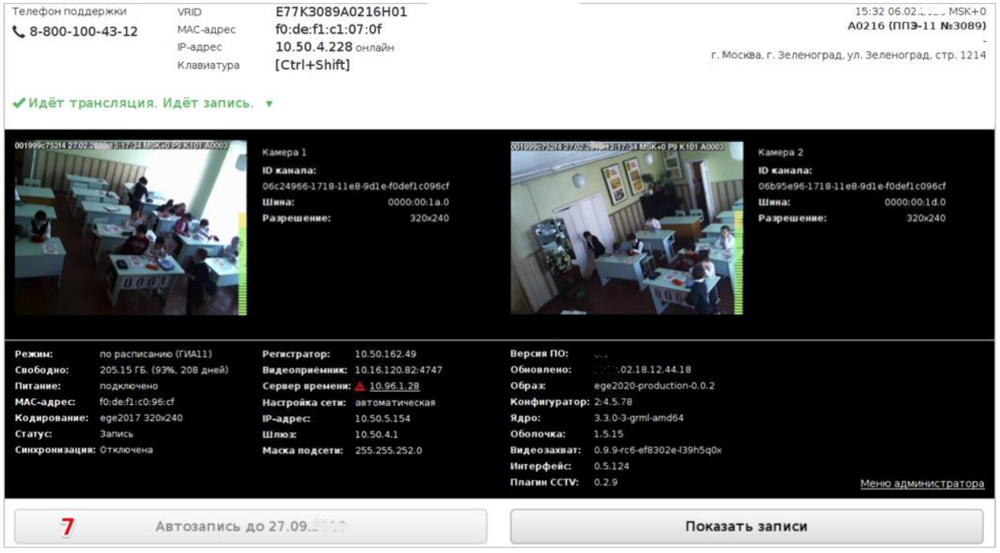 Телефон поддержки
8-800-100-43-12
VRID E77K3089A0216H01
MAC-адрес f0:de:f1:c1:07:0f
IP-адрес 10.50.4.228 онлайн
Клавиатура [Ctrl+Shift]
15:32 06.02. MSK+0
A0216 (ППЭ-11 №3089)
-
г. Москва, г. Зеленоград, ул. Зеленоград, стр. 1214
Идёт трансляция. Идёт запись.
001999c752f4 27.02. 13:17:34 MSK+0 P9 K101 A0003
0003
Камера 1
ID канала:
06c24966-1718-11e8-9d1e-f0def1c096cf
Шина: 0000:00:1a.0
Разрешение: 320x240
001999c752f4 27.02. 13:17:34 MSK+0 P9 K101 A0003
Камера 2
ID канала:
06b95e96-1718-11e8-9d1e-f0def1c096cf
Шина: 0000:00:1d.0
Разрешение: 320x240
Режим: по расписанию (ГИА11)
Свободно: 205.15 ГБ. (93%, 208 дней)
Питание: подключено
MAC-адрес: f0:de:f1:c0:96:cf
Кодирование: ege2017 320x240
Статус: Запись
Синхронизация: Отключена
Регистратор: 10.50.162.49
Видеоприёмник: 10.16.120.82:4747
Сервер времени: 10.96.1.28
Настройка сети: автоматическая
IP-адрес: 10.50.5.154
Шлюз: 10.50.4.1
Маска подсети: 255.255.252.0
Версия ПО:
Обновлено: .02.18.12.44.18
Образ: ege2020-production-0.0.2
Конфигуратор: 2:4.5.78
Ядро: 3.3.0-3-grml-amd64
Оболочка: 1.5.15
Видеозахват: 0.9.9-rc6-ef8302e-l39h5q0x
Интерфейс: 0.5.124
Плагин CCTV: 0.2.9
Меню администратора
7 Автозапись до 27.09.
Показать записи